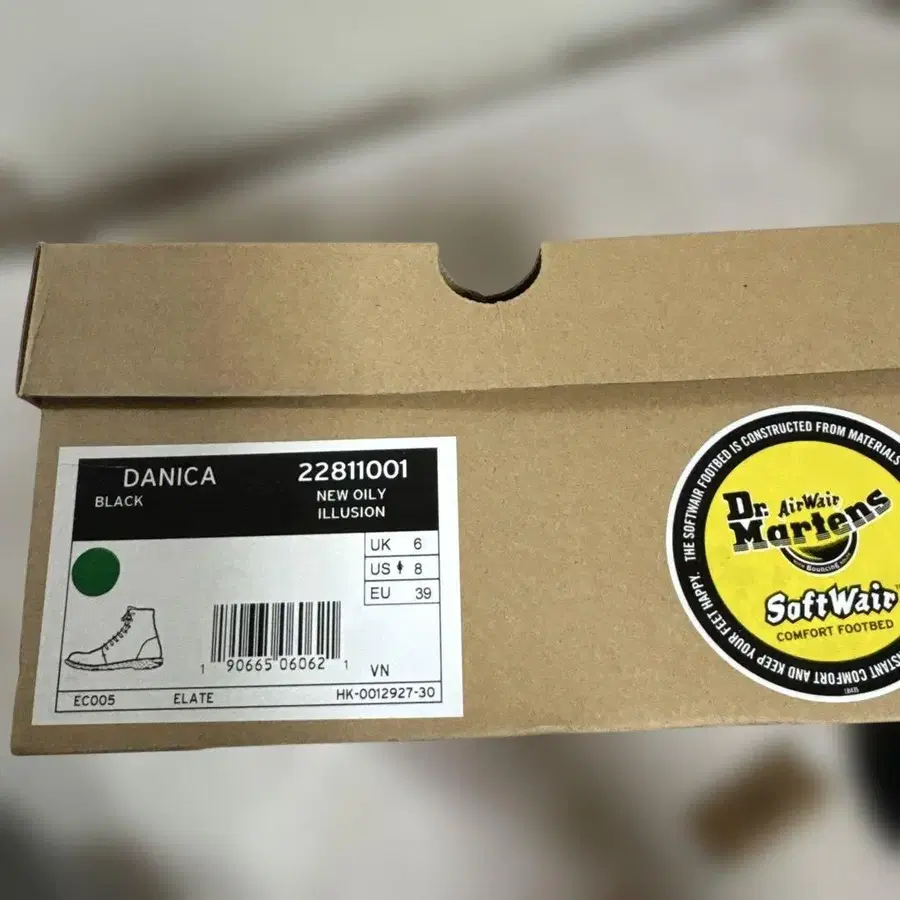 DANICA 22811001
BLACK NEW OILY
ILLUSION
UK 6
US 8
EU 39
1 90665 06062 1
VN
EC005 ELATE HK-0012927-30
THE SOFTWAIR FOOTBED IS CONSTRUCTED FROM MATERIALS
INSTANT COMFORT AND KEEP YOUR FEET HAPPY.
Dr. AirWair
Martens
Bouncing
SoftWair
COMFORT FOOTBED